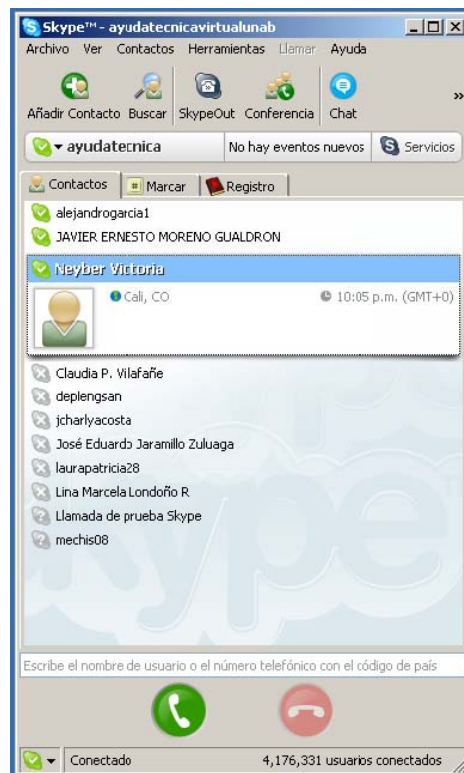 Skype™ - ayudatecnicavirtualunab
Archivo Ver Contactos Herramientas Llamar Ayuda
Añadir Contacto Buscar SkypeOut Conferencia Chat »
ayudatecnica No hay eventos nuevos Servicios
Contactos Marcar Registro
alejandrogarcia1
JAVIER ERNESTO MORENO GUALDRON
Neyber Victoria
Cali, CO 10:05 p.m. (GMT+0)
Claudia P. Vilafañe
deplengsan
jcharlyacosta
José Eduardo Jaramillo Zuluaga
laurapatricia28
Lina Marcela Londoño R
Llamada de prueba Skype
mechis08
Escribe el nombre de usuario o el número telefónico con el código de país
Conectado 4,176,331 usuarios conectados